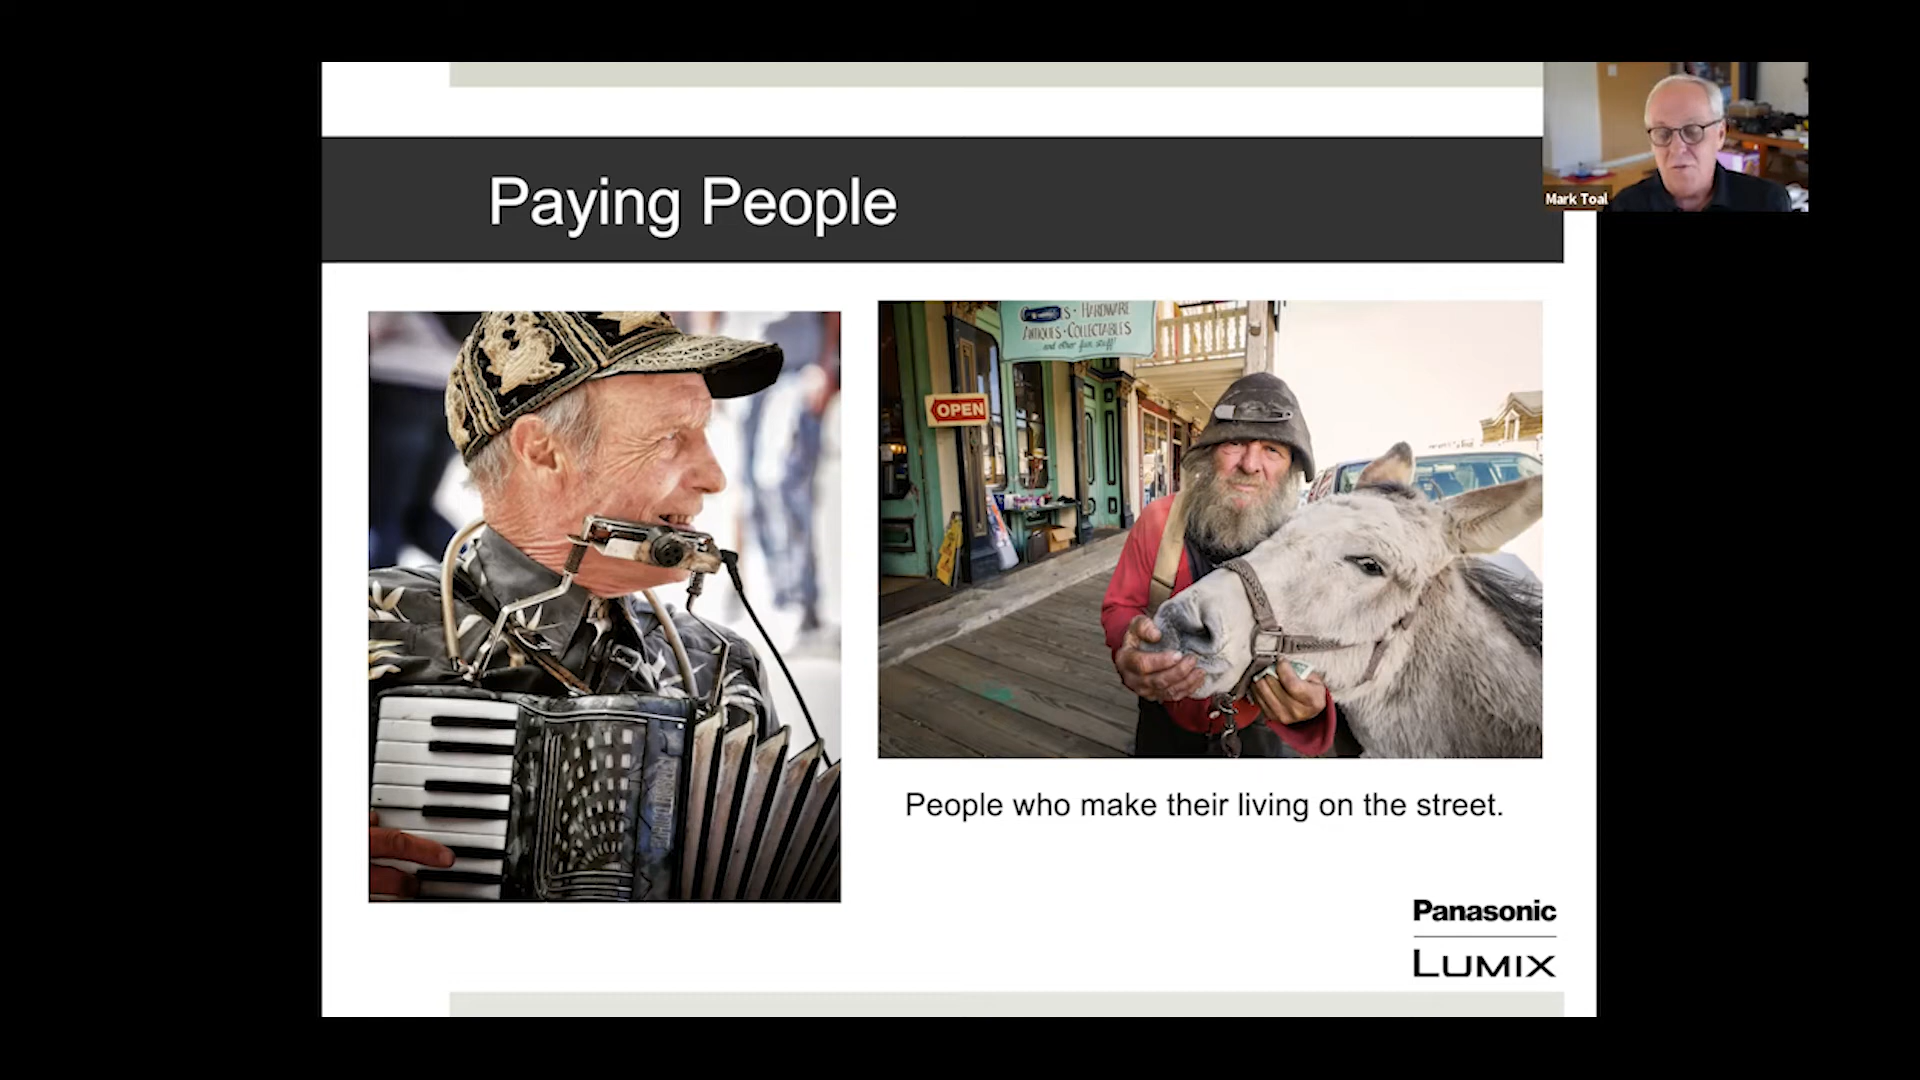 Paying People
Mark Toal
S • HARDWARE
ANTIQUES • COLLECTABLES
and other fun stuff!
OPEN
People who make their living on the street.
Panasonic
LUMIX